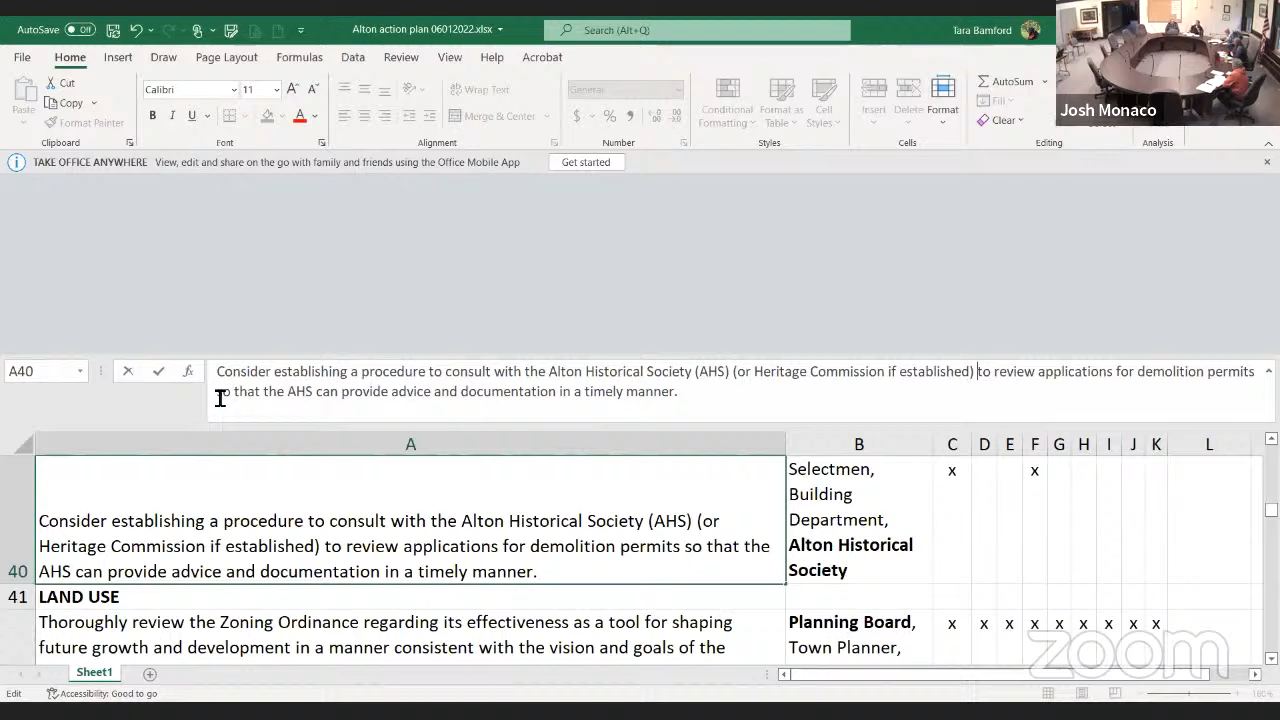 AutoSave Off Alton action plan 06012022.xlsx Search (Alt+Q) Tara Bamford
File Home Insert Draw Page Layout Formulas Data Review View Help Acrobat
Josh Monaco
Paste Cut Copy Format Painter Clipboard
Calibri 11 A A B I U A Font
Wrap Text Merge & Center Alignment
General $ % Number
Conditional Formatting Format as Table Cell Styles Styles
Insert Delete Format Cells
AutoSum Fill Clear Editing
Analysis
TAKE OFFICE ANYWHERE View, edit and share on the go with family and friends using the Office Mobile App Get started
A40 fx Consider establishing a procedure to consult with the Alton Historical Society (AHS) (or Heritage Commission if established) to review applications for demolition permits
so that the AHS can provide advice and documentation in a timely manner.
A B C D E F G H I J K L
Selectmen, x x
Building
Department,
Alton Historical
Society
Consider establishing a procedure to consult with the Alton Historical Society (AHS) (or
Heritage Commission if established) to review applications for demolition permits so that the
40 AHS can provide advice and documentation in a timely manner.
41 LAND USE
Thoroughly review the Zoning Ordinance regarding its effectiveness as a tool for shaping
future growth and development in a manner consistent with the vision and goals of the
Planning Board, x x x x x x x x x
Town Planner,
zoom
Sheet1
Edit Accessibility: Good to go 160%